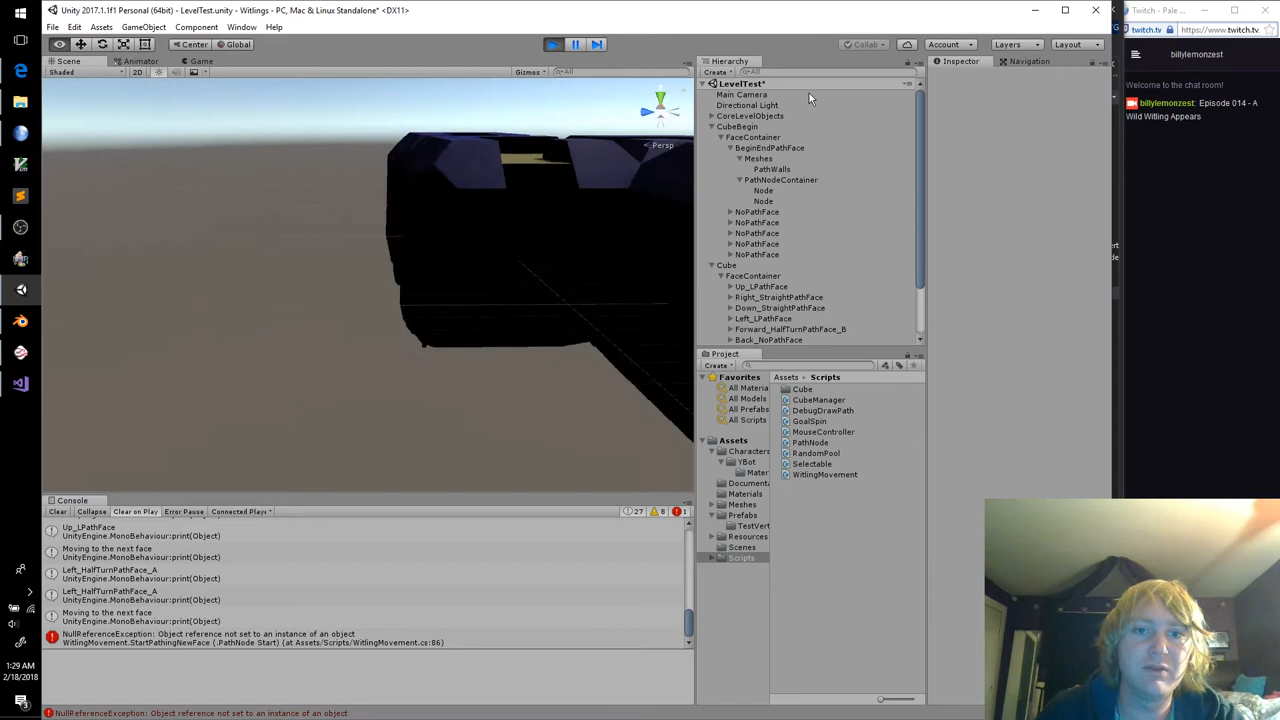 Unity 2017.1.1f1 Personal (64bit) - LevelTest.unity - Witlings - PC, Mac & Linux Standalone* <DX11>
File Edit Assets GameObject Component Window Help
Center Global Collab Account Layers Layout
Scene Animator Game
Shaded 2D Gizmos All
Persp
Hierarchy
Create All
LevelTest*
Main Camera
Directional Light
CoreLevelObjects
CubeBegin
FaceContainer
BeginEndPathFace
Meshes
PathWalls
PathNodeContainer
Node
Node
NoPathFace
NoPathFace
NoPathFace
NoPathFace
NoPathFace
Cube
FaceContainer
Up_LPathFace
Right_StraightPathFace
Down_StraightPathFace
Left_LPathFace
Forward_HalfTurnPathFace_B
Back_NoPathFace
Inspector Navigation
Project
Create
Favorites
All Materia
All Models
All Prefabs
All Scripts
Assets
Characters
YBot
Mater
Documenta
Materials
Meshes
Prefabs
TestVert
Resources
Scenes
Scripts
Assets Scripts
Cube
CubeManager
DebugDrawPath
GoalSpin
MouseController
PathNode
RandomPool
Selectable
WitlingMovement
Console
Clear Collapse Clear on Play Error Pause Connected Player 27 8 1
Up_LPathFace
UnityEngine.MonoBehaviour:print(Object)
Moving to the next face
UnityEngine.MonoBehaviour:print(Object)
Left_HalfTurnPathFace_A
UnityEngine.MonoBehaviour:print(Object)
Left_HalfTurnPathFace_A
UnityEngine.MonoBehaviour:print(Object)
Moving to the next face
UnityEngine.MonoBehaviour:print(Object)
NullReferenceException: Object reference not set to an instance of an object
WitlingMovement.StartPathingNewFace (.PathNode Start) (at Assets/Scripts/WitlingMovement.cs:86)
NullReferenceException: Object reference not set to an instance of an object
1:29 AM
2/18/2018
Twitch - 
twitch.tv https://www.twitch.tv
billylemonzest
Welcome to the chat room!
billylemonzest: Episode 014 - A
Wild Witling Appears